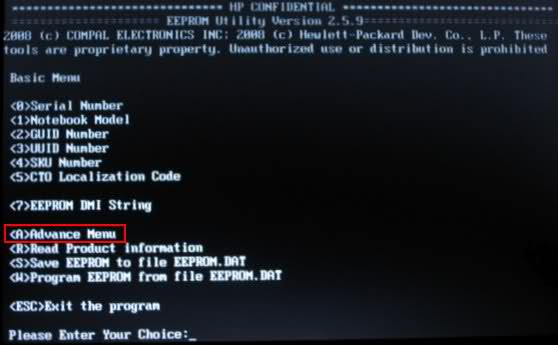 ****************************** HP CONFIDENTIAL ******************************
======================EEPROM Utility Version 2.5.9======================
2008 (c) COMPAL ELECTRONICS INC; 2008 (c) Hewlett-Packard Dev. Co., L.P. These
tools are proprietary property. Unauthorized use or distribution is prohibited
Basic Menu
<0>Serial Number
<1>Notebook Model
<2>GUID Number
<3>UUID Number
<4>SKU Number
<5>CTO Localization Code
<7>EEPROM DMI String
<A>Advance Menu
<R>Read Product information
<S>Save EEPROM to file EEPROM.DAT
<W>Program EEPROM from file EEPROM.DAT
<ESC>Exit the program
Please Enter Your Choice:_